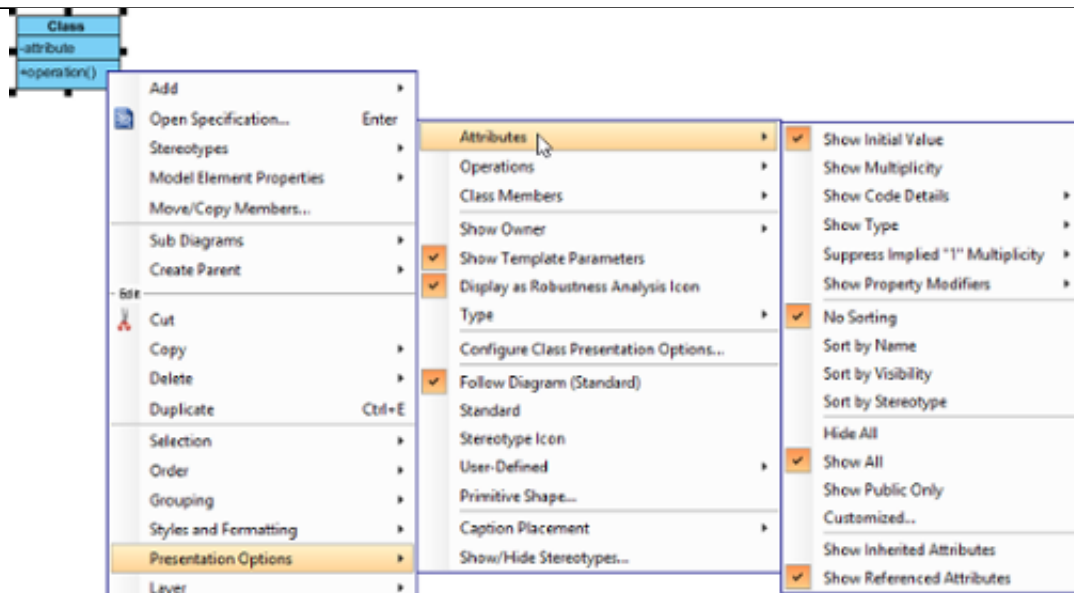 Class
-attribute
+operation()
Add
Open Specification... Enter
Stereotypes
Model Element Properties
Move/Copy Members...
Sub Diagrams
Create Parent
Edit
Cut
Copy
Delete
Duplicate Ctrl+E
Selection
Order
Grouping
Styles and Formatting
Presentation Options
Layer
Attributes
Operations
Class Members
Show Owner
Show Template Parameters
Display as Robustness Analysis Icon
Type
Configure Class Presentation Options...
Follow Diagram (Standard)
Standard
Stereotype Icon
User-Defined
Primitive Shape...
Caption Placement
Show/Hide Stereotypes...
Show Initial Value
Show Multiplicity
Show Code Details
Show Type
Suppress Implied "1" Multiplicity
Show Property Modifiers
No Sorting
Sort by Name
Sort by Visibility
Sort by Stereotype
Hide All
Show All
Show Public Only
Customized...
Show Inherited Attributes
Show Referenced Attributes